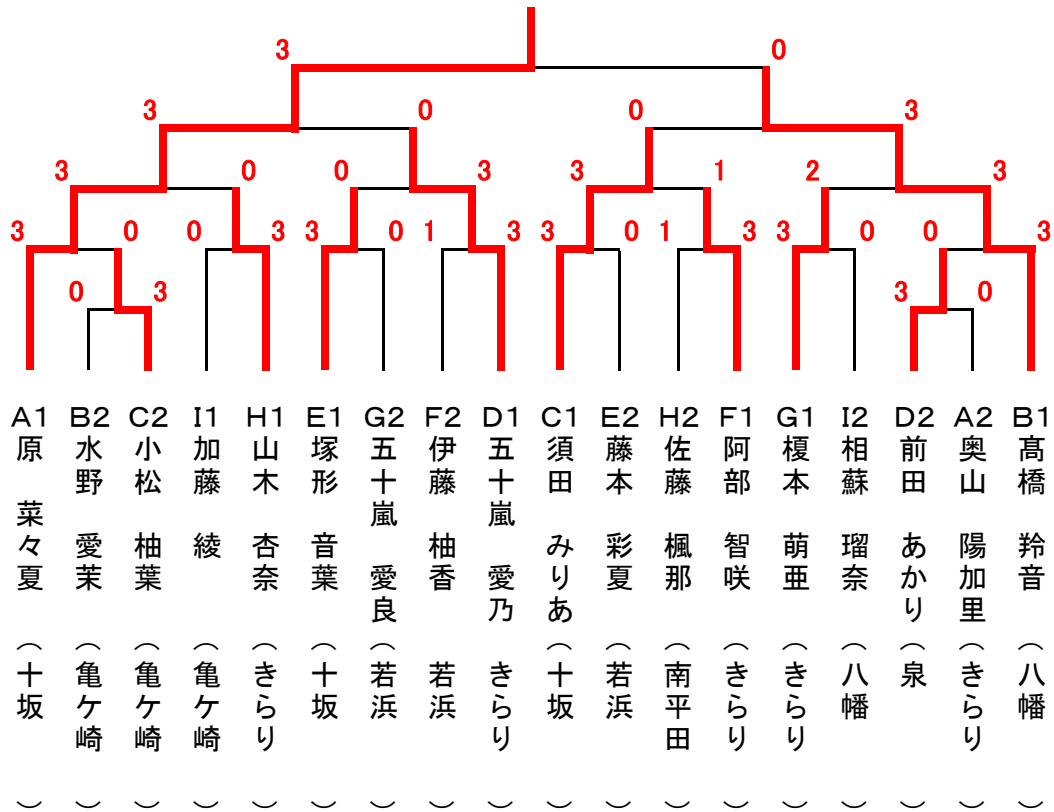 3 0
3 0 0 3
3 0 0 3 3 1 2 3
3 0 0 3 3 0 1 3 3 0 1 3 3 0 0 3
0 3 3 0
A1 原 菜々夏 （十坂）
B2 水野 愛茉 （亀ケ崎）
C2 小松 柚葉 （亀ケ崎）
I1 加藤 綾 （亀ケ崎）
H1 山木 杏奈 （きらり）
E1 塚形 音葉 （十坂）
G2 五十嵐 愛良 （若浜）
F2 伊藤 柚香 （若浜）
D1 五十嵐 愛乃 （きらり）
C1 須田 みりあ （十坂）
E2 藤本 彩夏 （若浜）
H2 佐藤 楓那 （南平田）
F1 阿部 智咲 （きらり）
G1 榎本 萌亜 （きらり）
I2 相蘇 瑠奈 （八幡）
D2 前田 あかり （泉）
A2 奥山 陽加里 （きらり）
B1 髙橋 羚音 （八幡）